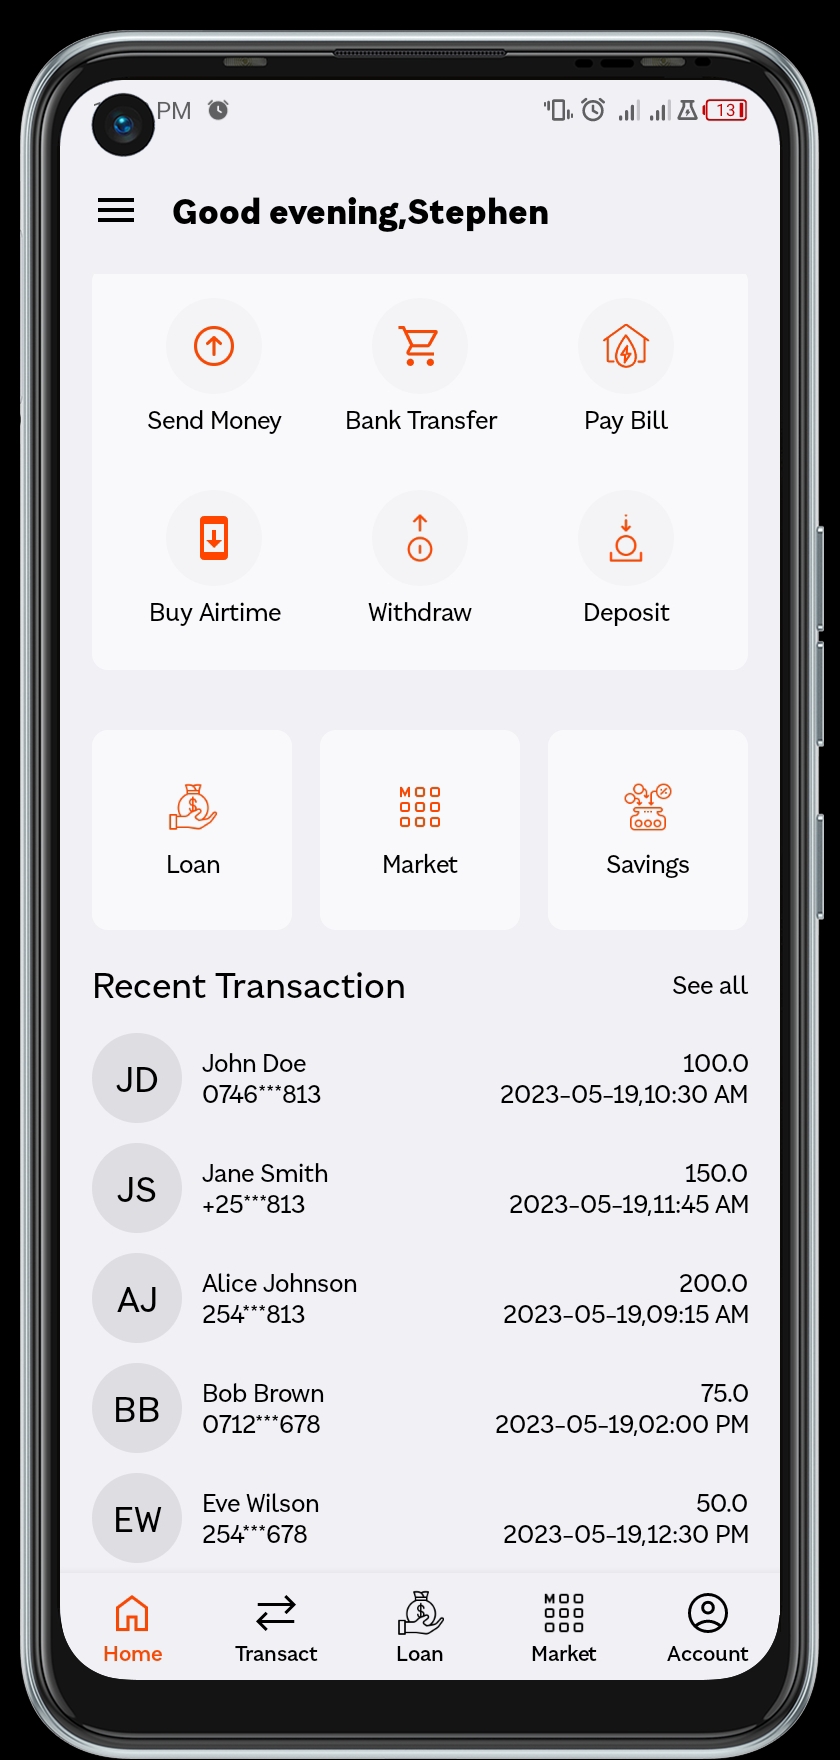 PM
13
Good evening,Stephen
Send Money
Bank Transfer
Pay Bill
Buy Airtime
Withdraw
Deposit
Loan
Market
Savings
Recent Transaction
See all
JD
John Doe
100.0
0746***813
2023-05-19,10:30 AM
JS
Jane Smith
150.0
+25***813
2023-05-19,11:45 AM
AJ
Alice Johnson
200.0
254***813
2023-05-19,09:15 AM
BB
Bob Brown
75.0
0712***678
2023-05-19,02:00 PM
EW
Eve Wilson
50.0
254***678
2023-05-19,12:30 PM
Home
Transact
Loan
Market
Account